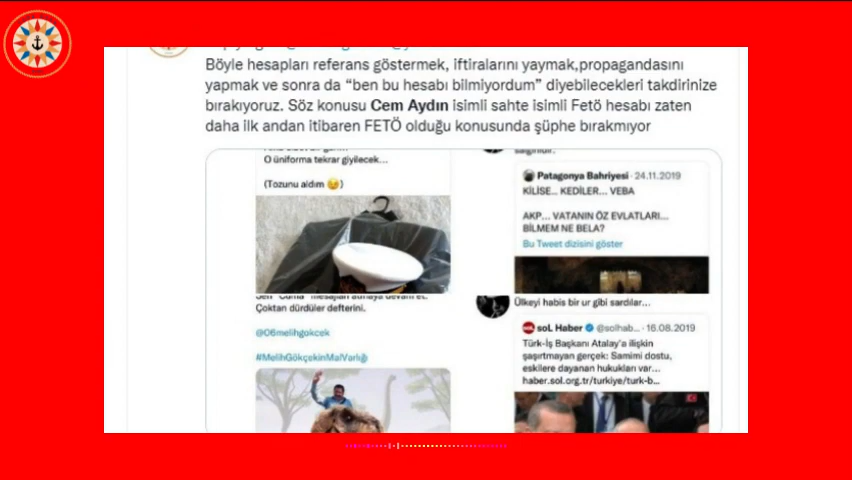 Böyle hesapları referans göstermek, iftiralarını yaymak,propagandasını
yapmak ve sonra da “ben bu hesabı bilmiyordum” diyebilecekleri takdirinize
bırakıyoruz. Söz konusu Cem Aydın isimli sahte isimli Fetö hesabı zaten
daha ilk andan itibaren FETÖ olduğu konusunda şüphe bırakmıyor
O üniforma tekrar giyilecek...
(Tozunu aldım 😉)
mesajları atmaya devam et.
Çoktan dürdüler defterini.
@06melihgokcek
#MelihGökçekinMalVarlığı
Patagonya Bahriyesi · 24.11.2019
KİLİSE... KEDİLER... VEBA
AKP... VATANIN ÖZ EVLATLARI...
BİLMEM NE BELA?
Bu Tweet dizisini göster
Ülkeyi habis bir ur gibi sardılar...
soL Haber @solhab... · 16.08.2019
Türk-İş Başkanı Atalay'a ilişkin
şaşırtmayan gerçek: Samimi dostu,
eskilere dayanan hukukları var...
haber.sol.org.tr/turkiye/turk-b...